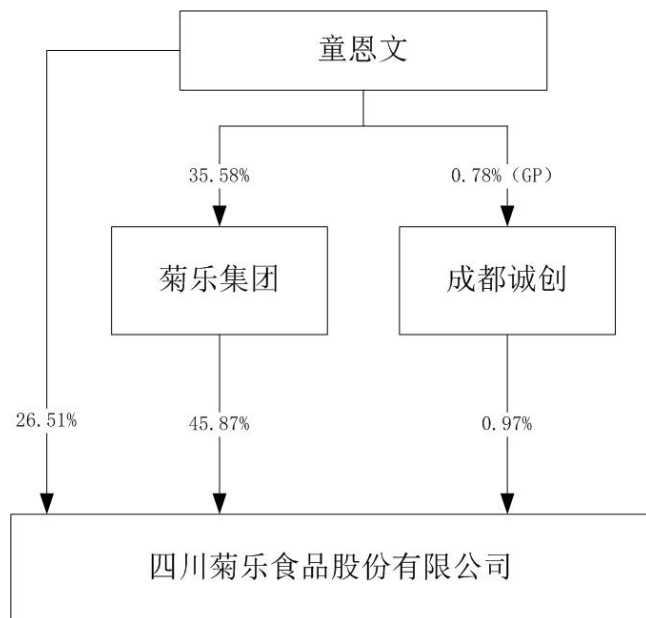 童恩文
35.58%
0.78%（GP）
菊乐集团
成都诚创
26.51%
45.87%
0.97%
四川菊乐食品股份有限公司